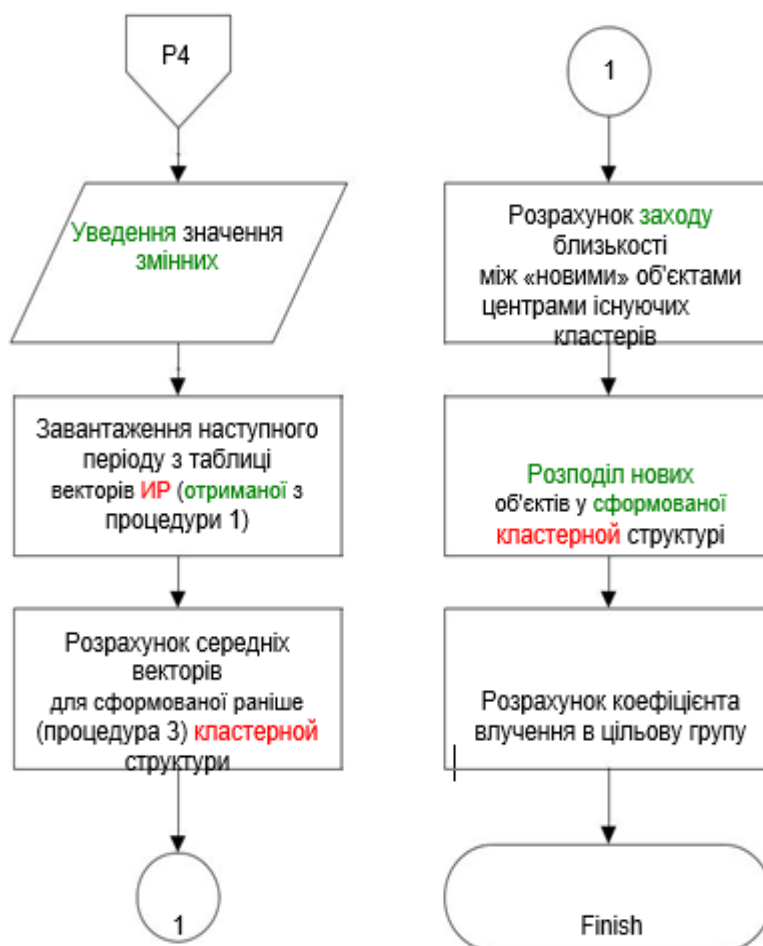 P4
Уведення значення
змінних
Завантаження наступного
періоду з таблиці
векторів ИР (отриманої з
процедури 1)
Розрахунок середніх
векторів
для сформованої раніше
(процедура 3) кластерной
структури
1
1
Розрахунок заходу
близькості
між «новими» об'єктами
центрами існуючих
кластерів
Розподіл нових
об'єктів у сформованої
кластерной структурі
Розрахунок коефіцієнта
влучення в цільову групу
Finish